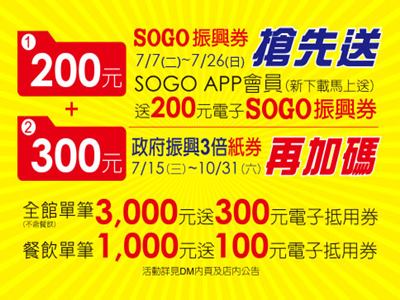 1 SOGO振興券 搶先送
200元 7/7(二)~7/26(日)
SOGO APP會員(新下載馬上送)
+ 送200元電子SOGO振興券
2 政府振興3倍紙券 再加碼
300元 7/15(三)~10/31(六)
全館單筆3,000元送300元電子抵用券
(不含餐飲)
餐飲單筆1,000元送100元電子抵用券
活動詳見DM內頁及店內公告